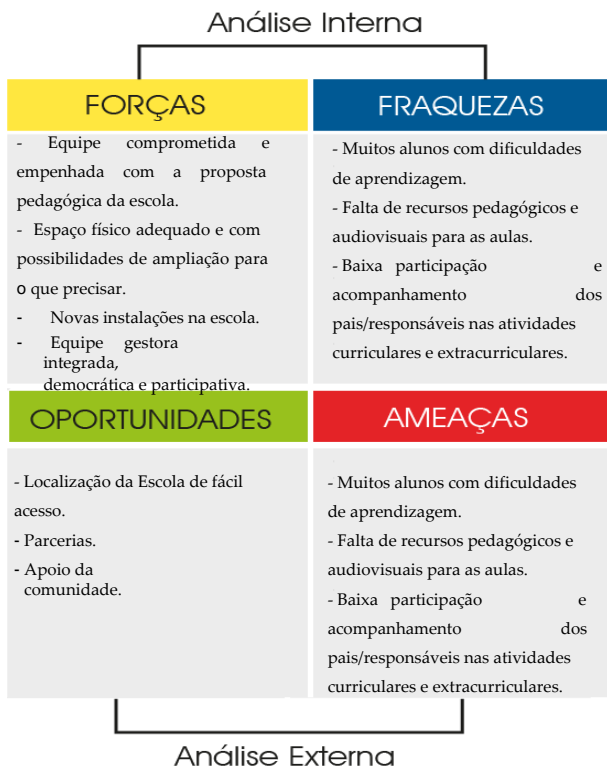 Análise Interna
FORÇAS
- Equipe comprometida e
empenhada com a proposta
pedagógica da escola.
- Espaço físico adequado e com
possibilidades de ampliação para
o que precisar.
- Novas instalações na escola.
- Equipe gestora
integrada,
democrática e participativa.
FRAQUEZAS
- Muitos alunos com dificuldades
de aprendizagem.
- Falta de recursos pedagógicos e
audiovisuais para as aulas.
- Baixa participação e
acompanhamento dos
pais/responsáveis nas atividades
curriculares e extracurriculares.
OPORTUNIDADES
- Localização da Escola de fácil
acesso.
- Parcerias.
- Apoio da
comunidade.
AMEAÇAS
- Muitos alunos com dificuldades
de aprendizagem.
- Falta de recursos pedagógicos e
audiovisuais para as aulas.
- Baixa participação e
acompanhamento dos
pais/responsáveis nas atividades
curriculares e extracurriculares.
Análise Externa